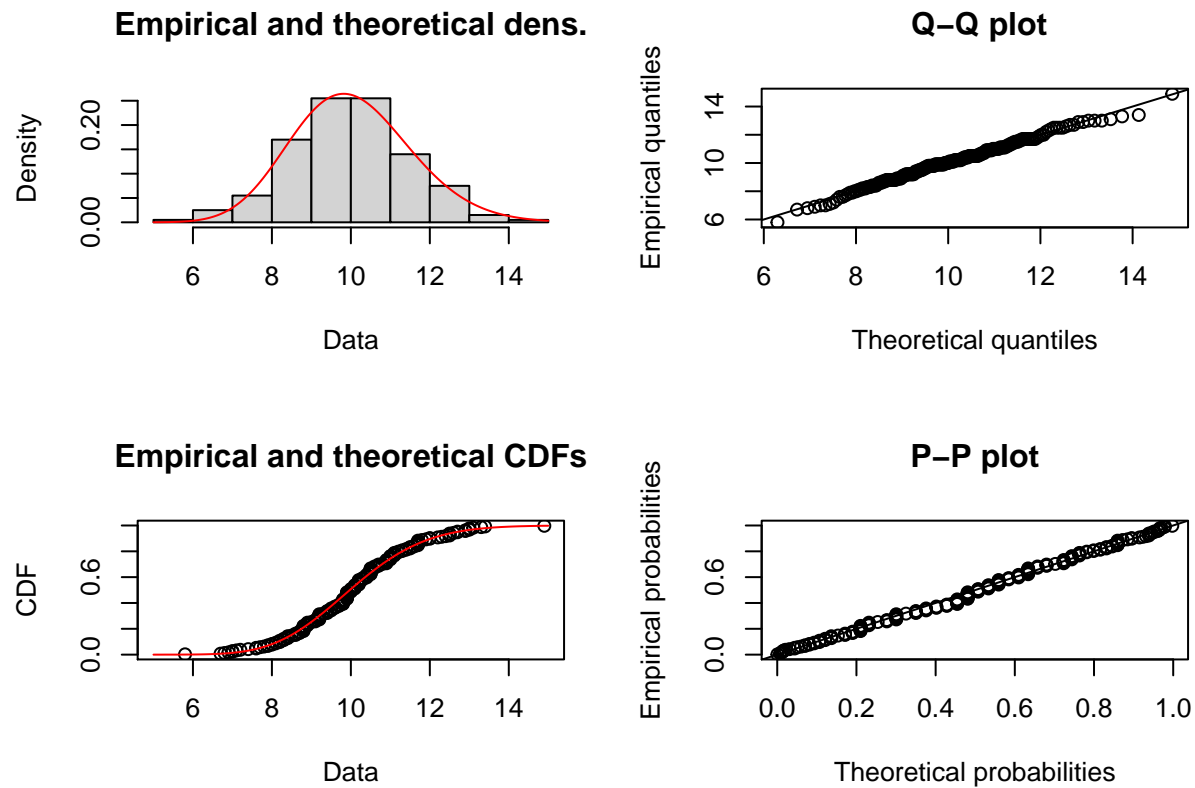 Empirical and theoretical dens.
Density
0.00
0.20
6 8 10 12 14
Data
Q−Q plot
Empirical quantiles
6
10
14
6 8 10 12 14
Theoretical quantiles
Empirical and theoretical CDFs
CDF
0.0
0.6
6 8 10 12 14
Data
P−P plot
Empirical probabilities
0.0
0.6
0.0 0.2 0.4 0.6 0.8 1.0
Theoretical probabilities